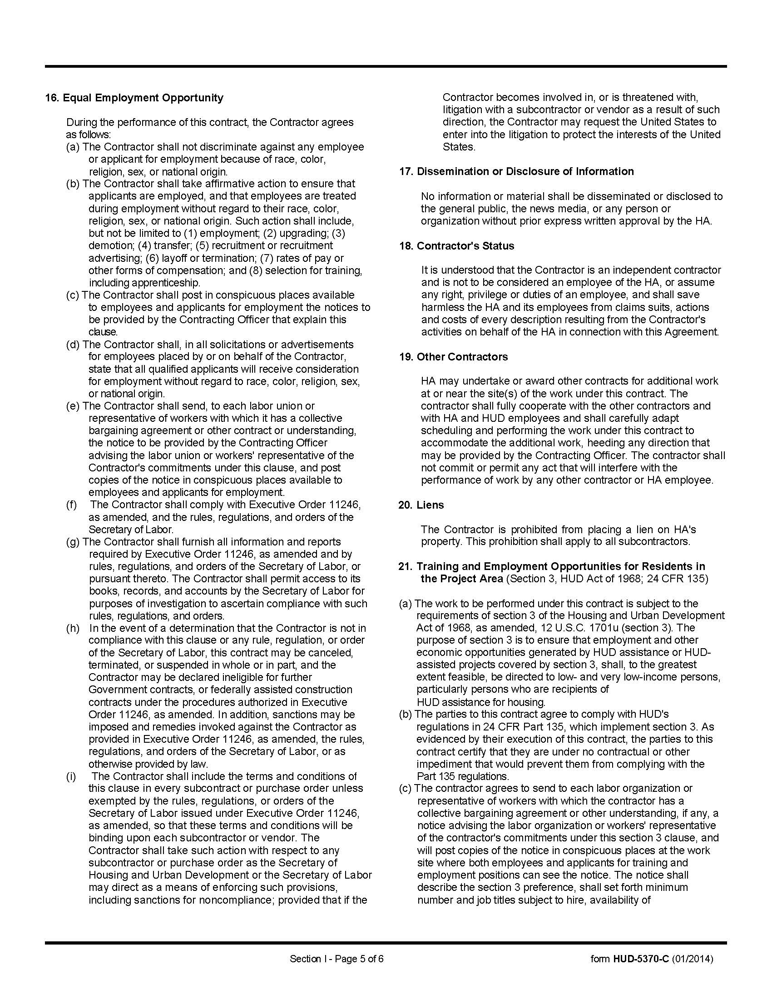 16. Equal Employment Opportunity
During the performance of this contract, the Contractor agrees
as follows:
(a) The Contractor shall not discriminate against any employee
or applicant for employment because of race, color,
religion, sex, or national origin.
(b) The Contractor shall take affirmative action to ensure that
applicants are employed, and that employees are treated
during employment without regard to their race, color,
religion, sex, or national origin. Such action shall include,
but not be limited to (1) employment; (2) upgrading; (3)
demotion; (4) transfer; (5) recruitment or recruitment
advertising; (6) layoff or termination; (7) rates of pay or
other forms of compensation; and (8) selection for training,
including apprenticeship.
(c) The Contractor shall post in conspicuous places available
to employees and applicants for employment the notices to
be provided by the Contracting Officer that explain this
clause.
(d) The Contractor shall, in all solicitations or advertisements
for employees placed by or on behalf of the Contractor,
state that all qualified applicants will receive consideration
for employment without regard to race, color, religion, sex,
or national origin.
(e) The Contractor shall send, to each labor union or
representative of workers with which it has a collective
bargaining agreement or other contract or understanding,
the notice to be provided by the Contracting Officer
advising the labor union or workers' representative of the
Contractor's commitments under this clause, and post
copies of the notice in conspicuous places available to
employees and applicants for employment.
(f) The Contractor shall comply with Executive Order 11246,
as amended, and the rules, regulations, and orders of the
Secretary of Labor.
(g) The Contractor shall furnish all information and reports
required by Executive Order 11246, as amended and by
rules, regulations, and orders of the Secretary of Labor, or
pursuant thereto. The Contractor shall permit access to its
books, records, and accounts by the Secretary of Labor for
purposes of investigation to ascertain compliance with such
rules, regulations, and orders.
(h) In the event of a determination that the Contractor is not in
compliance with this clause or any rule, regulation, or order
of the Secretary of Labor, this contract may be canceled,
terminated, or suspended in whole or in part, and the
Contractor may be declared ineligible for further
Government contracts, or federally assisted construction
contracts under the procedures authorized in Executive
Order 11246, as amended. In addition, sanctions may be
imposed and remedies invoked against the Contractor as
provided in Executive Order 11246, as amended, the rules,
regulations, and orders of the Secretary of Labor, or as
otherwise provided by law.
(i) The Contractor shall include the terms and conditions of
this clause in every subcontract or purchase order unless
exempted by the rules, regulations, or orders of the
Secretary of Labor issued under Executive Order 11246,
as amended, so that these terms and conditions will be
binding upon each subcontractor or vendor. The
Contractor shall take such action with respect to any
subcontractor or purchase order as the Secretary of
Housing and Urban Development or the Secretary of Labor
may direct as a means of enforcing such provisions,
including sanctions for noncompliance; provided that if the
Contractor becomes involved in, or is threatened with,
litigation with a subcontractor or vendor as a result of such
direction, the Contractor may request the United States to
enter into the litigation to protect the interests of the United
States.
17. Dissemination or Disclosure of Information
No information or material shall be disseminated or disclosed to
the general public, the news media, or any person or
organization without prior express written approval by the HA.
18. Contractor's Status
It is understood that the Contractor is an independent contractor
and is not to be considered an employee of the HA, or assume
any right, privilege or duties of an employee, and shall save
harmless the HA and its employees from claims suits, actions
and costs of every description resulting from the Contractor's
activities on behalf of the HA in connection with this Agreement.
19. Other Contractors
HA may undertake or award other contracts for additional work
at or near the site(s) of the work under this contract. The
contractor shall fully cooperate with the other contractors and
with HA and HUD employees and shall carefully adapt
scheduling and performing the work under this contract to
accommodate the additional work, heeding any direction that
may be provided by the Contracting Officer. The contractor shall
not commit or permit any act that will interfere with the
performance of work by any other contractor or HA employee.
20. Liens
The Contractor is prohibited from placing a lien on HA's
property. This prohibition shall apply to all subcontractors.
21. Training and Employment Opportunities for Residents in
the Project Area (Section 3, HUD Act of 1968; 24 CFR 135)
(a) The work to be performed under this contract is subject to the
requirements of section 3 of the Housing and Urban Development
Act of 1968, as amended, 12 U.S.C. 1701u (section 3). The
purpose of section 3 is to ensure that employment and other
economic opportunities generated by HUD assistance or HUD-
assisted projects covered by section 3, shall, to the greatest
extent feasible, be directed to low- and very low-income persons,
particularly persons who are recipients of
HUD assistance for housing.
(b) The parties to this contract agree to comply with HUD's
regulations in 24 CFR Part 135, which implement section 3. As
evidenced by their execution of this contract, the parties to this
contract certify that they are under no contractual or other
impediment that would prevent them from complying with the
Part 135 regulations.
(c) The contractor agrees to send to each labor organization or
representative of workers with which the contractor has a
collective bargaining agreement or other understanding, if any, a
notice advising the labor organization or workers' representative
of the contractor's commitments under this section 3 clause, and
will post copies of the notice in conspicuous places at the work
site where both employees and applicants for training and
employment positions can see the notice. The notice shall
describe the section 3 preference, shall set forth minimum
number and job titles subject to hire, availability of
Section I - Page 5 of 6
form HUD-5370-C (01/2014)